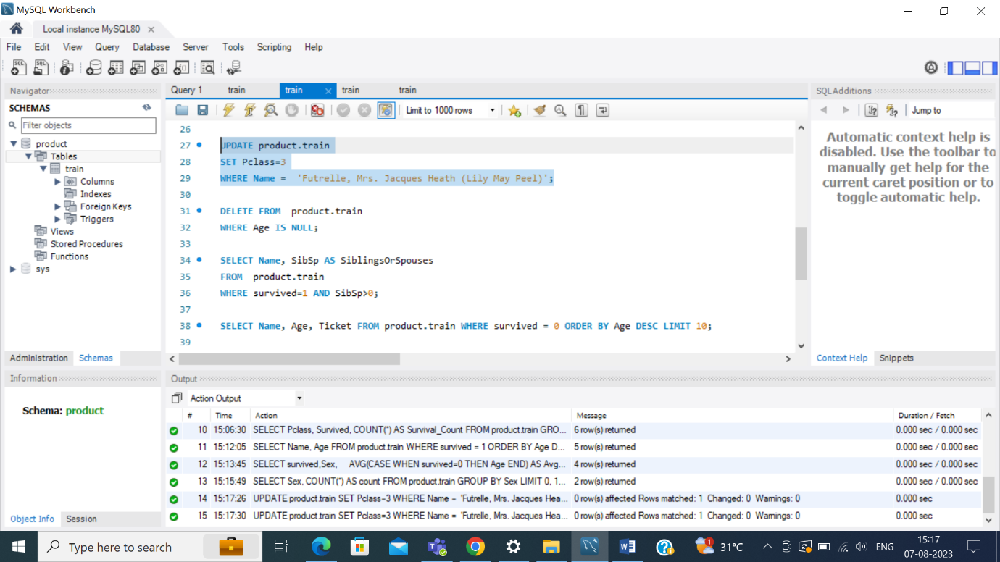 MySQL Workbench
Local instance MySQL80
File Edit View Query Database Server Tools Scripting Help
Navigator
SCHEMAS
Filter objects
product
Tables
train
Columns
Indexes
Foreign Keys
Triggers
Views
Stored Procedures
Functions
sys
Administration Schemas
Information
Schema: product
Object Info Session
Query 1 train train train train
Limit to 1000 rows
26
27 UPDATE product.train
28 SET Pclass=3
29 WHERE Name = 'Futrelle, Mrs. Jacques Heath (Lily May Peel)';
30
31 DELETE FROM product.train
32 WHERE Age IS NULL;
33
34 SELECT Name, SibSp AS SiblingsOrSpouses
35 FROM product.train
36 WHERE survived=1 AND SibSp>0;
37
38 SELECT Name, Age, Ticket FROM product.train WHERE survived = 0 ORDER BY Age DESC LIMIT 10;
39
SQLAdditions
Jump to
Automatic context help is
disabled. Use the toolbar to
manually get help for the
current caret position or to
toggle automatic help.
Context Help Snippets
Output
Action Output
# Time Action Message Duration / Fetch
10 15:06:30 SELECT Pclass, Survived, COUNT(*) AS Survival_Count FROM product.train GRO... 6 row(s) returned 0.000 sec / 0.000 sec
11 15:12:05 SELECT Name, Age FROM product.train WHERE survived = 1 ORDER BY Age D... 5 row(s) returned 0.000 sec / 0.000 sec
12 15:13:45 SELECT survived,Sex, AVG(CASE WHEN survived=0 THEN Age END) AS Avg... 4 row(s) returned 0.000 sec / 0.000 sec
13 15:15:49 SELECT Sex, COUNT(*) AS count FROM product.train GROUP BY Sex LIMIT 0, 1... 2 row(s) returned 0.000 sec / 0.000 sec
14 15:17:26 UPDATE product.train SET Pclass=3 WHERE Name = 'Futrelle, Mrs. Jacques Hea... 0 row(s) affected Rows matched: 1 Changed: 0 Warnings: 0 0.000 sec
15 15:17:30 UPDATE product.train SET Pclass=3 WHERE Name = 'Futrelle, Mrs. Jacques Hea... 0 row(s) affected Rows matched: 1 Changed: 0 Warnings: 0 0.000 sec
Type here to search
1
31°C
ENG
15:17
07-08-2023